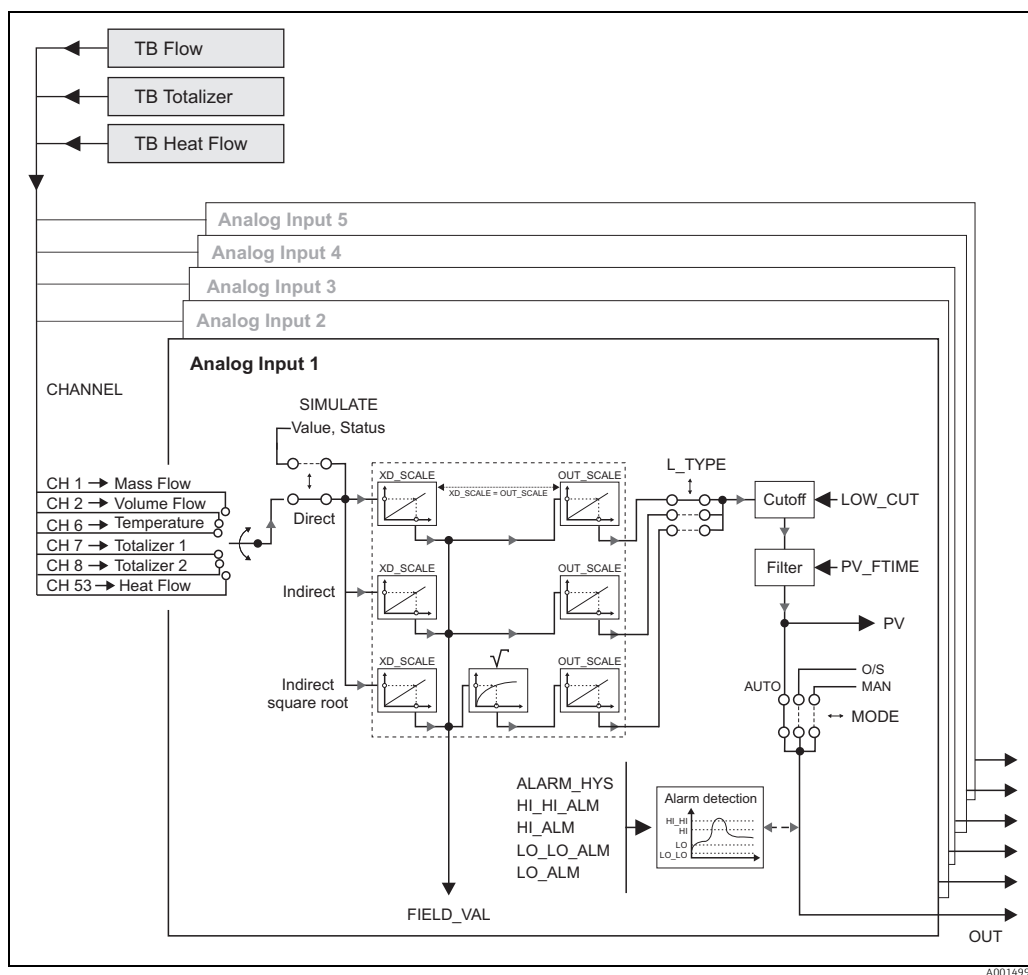 TB Flow
TB Totalizer
TB Heat Flow
Analog Input 5
Analog Input 4
Analog Input 3
Analog Input 2
Analog Input 1
CHANNEL
SIMULATE
Value, Status
Direct
CH 1 → Mass Flow
CH 2 → Volume Flow
CH 6 → Temperature
CH 7 → Totalizer 1
CH 8 → Totalizer 2
CH 53 → Heat Flow
XD_SCALE
XD_SCALE = OUT_SCALE
OUT_SCALE
L_TYPE
Cutoff
LOW_CUT
Indirect
XD_SCALE
OUT_SCALE
Filter
PV_FTIME
PV
Indirect
square root
XD_SCALE
√
OUT_SCALE
AUTO
O/S
MAN
MODE
ALARM_HYS
HI_HI_ALM
HI_ALM
LO_LO_ALM
LO_ALM
Alarm detection
HI_HI
HI
LO
LO_LO
FIELD_VAL
OUT